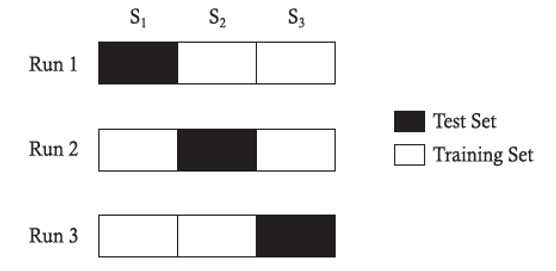 S₁ S₂ S₃
Run 1
Run 2
Test Set
Training Set
Run 3